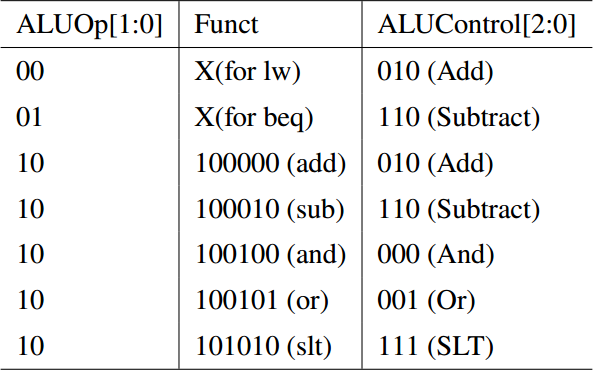 ALUOp[1:0] Funct ALUControl[2:0]
00 X(for lw) 010 (Add)
01 X(for beq) 110 (Subtract)
10 100000 (add) 010 (Add)
10 100010 (sub) 110 (Subtract)
10 100100 (and) 000 (And)
10 100101 (or) 001 (Or)
10 101010 (slt) 111 (SLT)